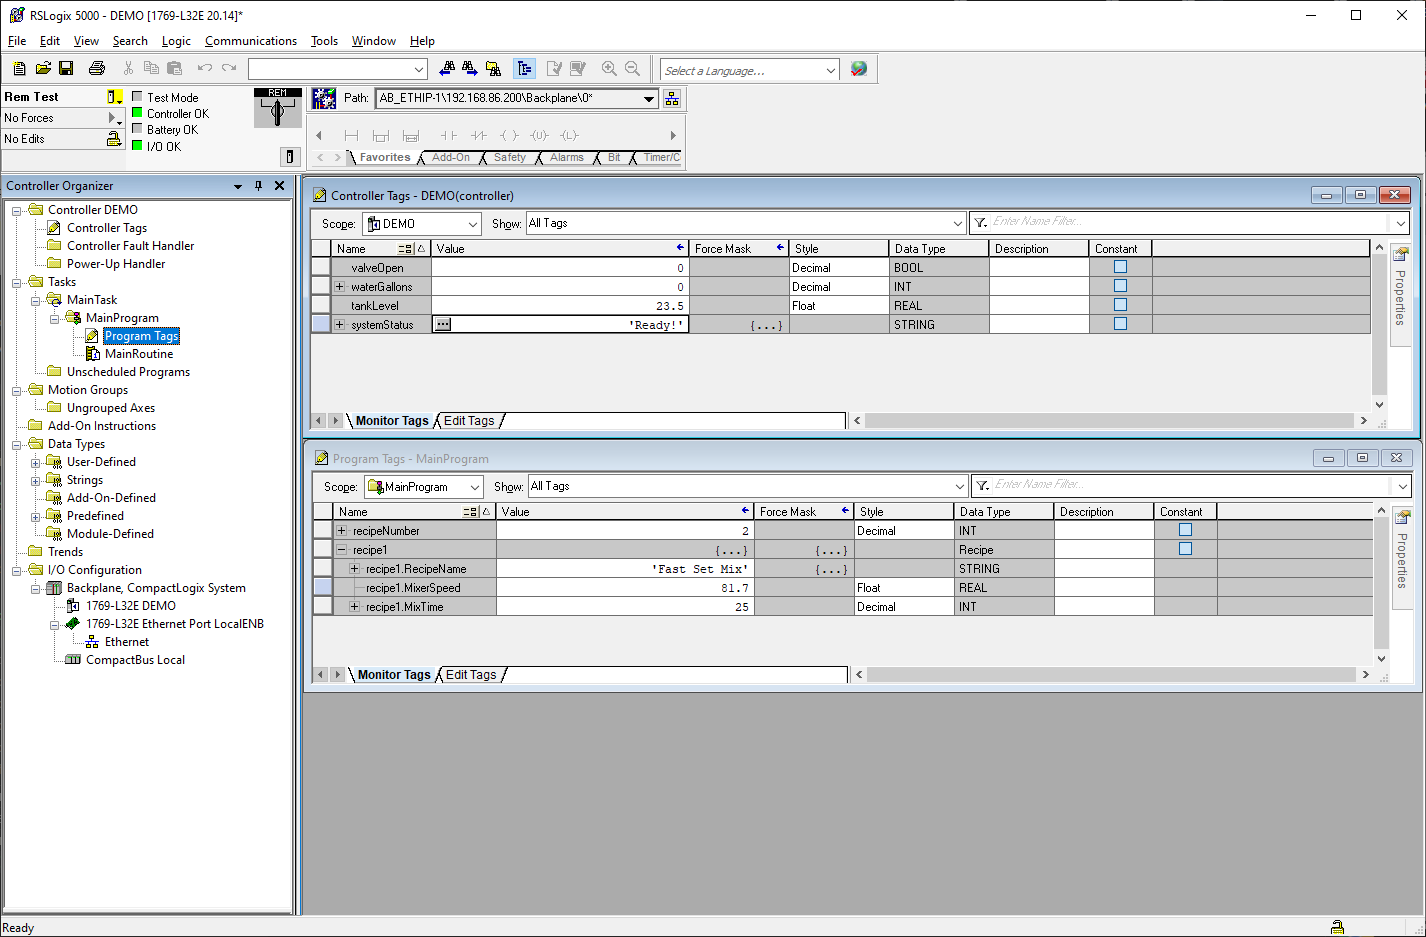 RSLogix 5000 - DEMO [1769-L32E 20.14]*
File Edit View Search Logic Communications Tools Window Help
Select a Language...
Rem Test
No Forces
No Edits
Test Mode
Controller OK
Battery OK
I/O OK
REM
Path: AB_ETHIP-1\192.168.86.200\Backplane\0*
Favorites Add-On Safety Alarms Bit Timer/C
Controller Organizer
Controller DEMO
Controller Tags
Controller Fault Handler
Power-Up Handler
Tasks
MainTask
MainProgram
Program Tags
MainRoutine
Unscheduled Programs
Motion Groups
Ungrouped Axes
Add-On Instructions
Data Types
User-Defined
Strings
Add-On-Defined
Predefined
Module-Defined
Trends
I/O Configuration
Backplane, CompactLogix System
1769-L32E DEMO
1769-L32E Ethernet Port LocalENB
Ethernet
CompactBus Local
Controller Tags - DEMO(controller)
Scope: DEMO Show: All Tags Enter Name Filter...
Name Value Force Mask Style Data Type Description Constant
valveOpen 0 Decimal BOOL
waterGallons 0 Decimal INT
tankLevel 23.5 Float REAL
systemStatus 'Ready!' {...} STRING
Properties
Monitor Tags Edit Tags
Program Tags - MainProgram
Scope: MainProgram Show: All Tags Enter Name Filter...
Name Value Force Mask Style Data Type Description Constant
recipeNumber 2 Decimal INT
recipe1 {...} {...} Recipe
recipe1.RecipeName 'Fast Set Mix' {...} STRING
recipe1.MixerSpeed 81.7 Float REAL
recipe1.MixTime 25 Decimal INT
Properties
Monitor Tags Edit Tags
Ready